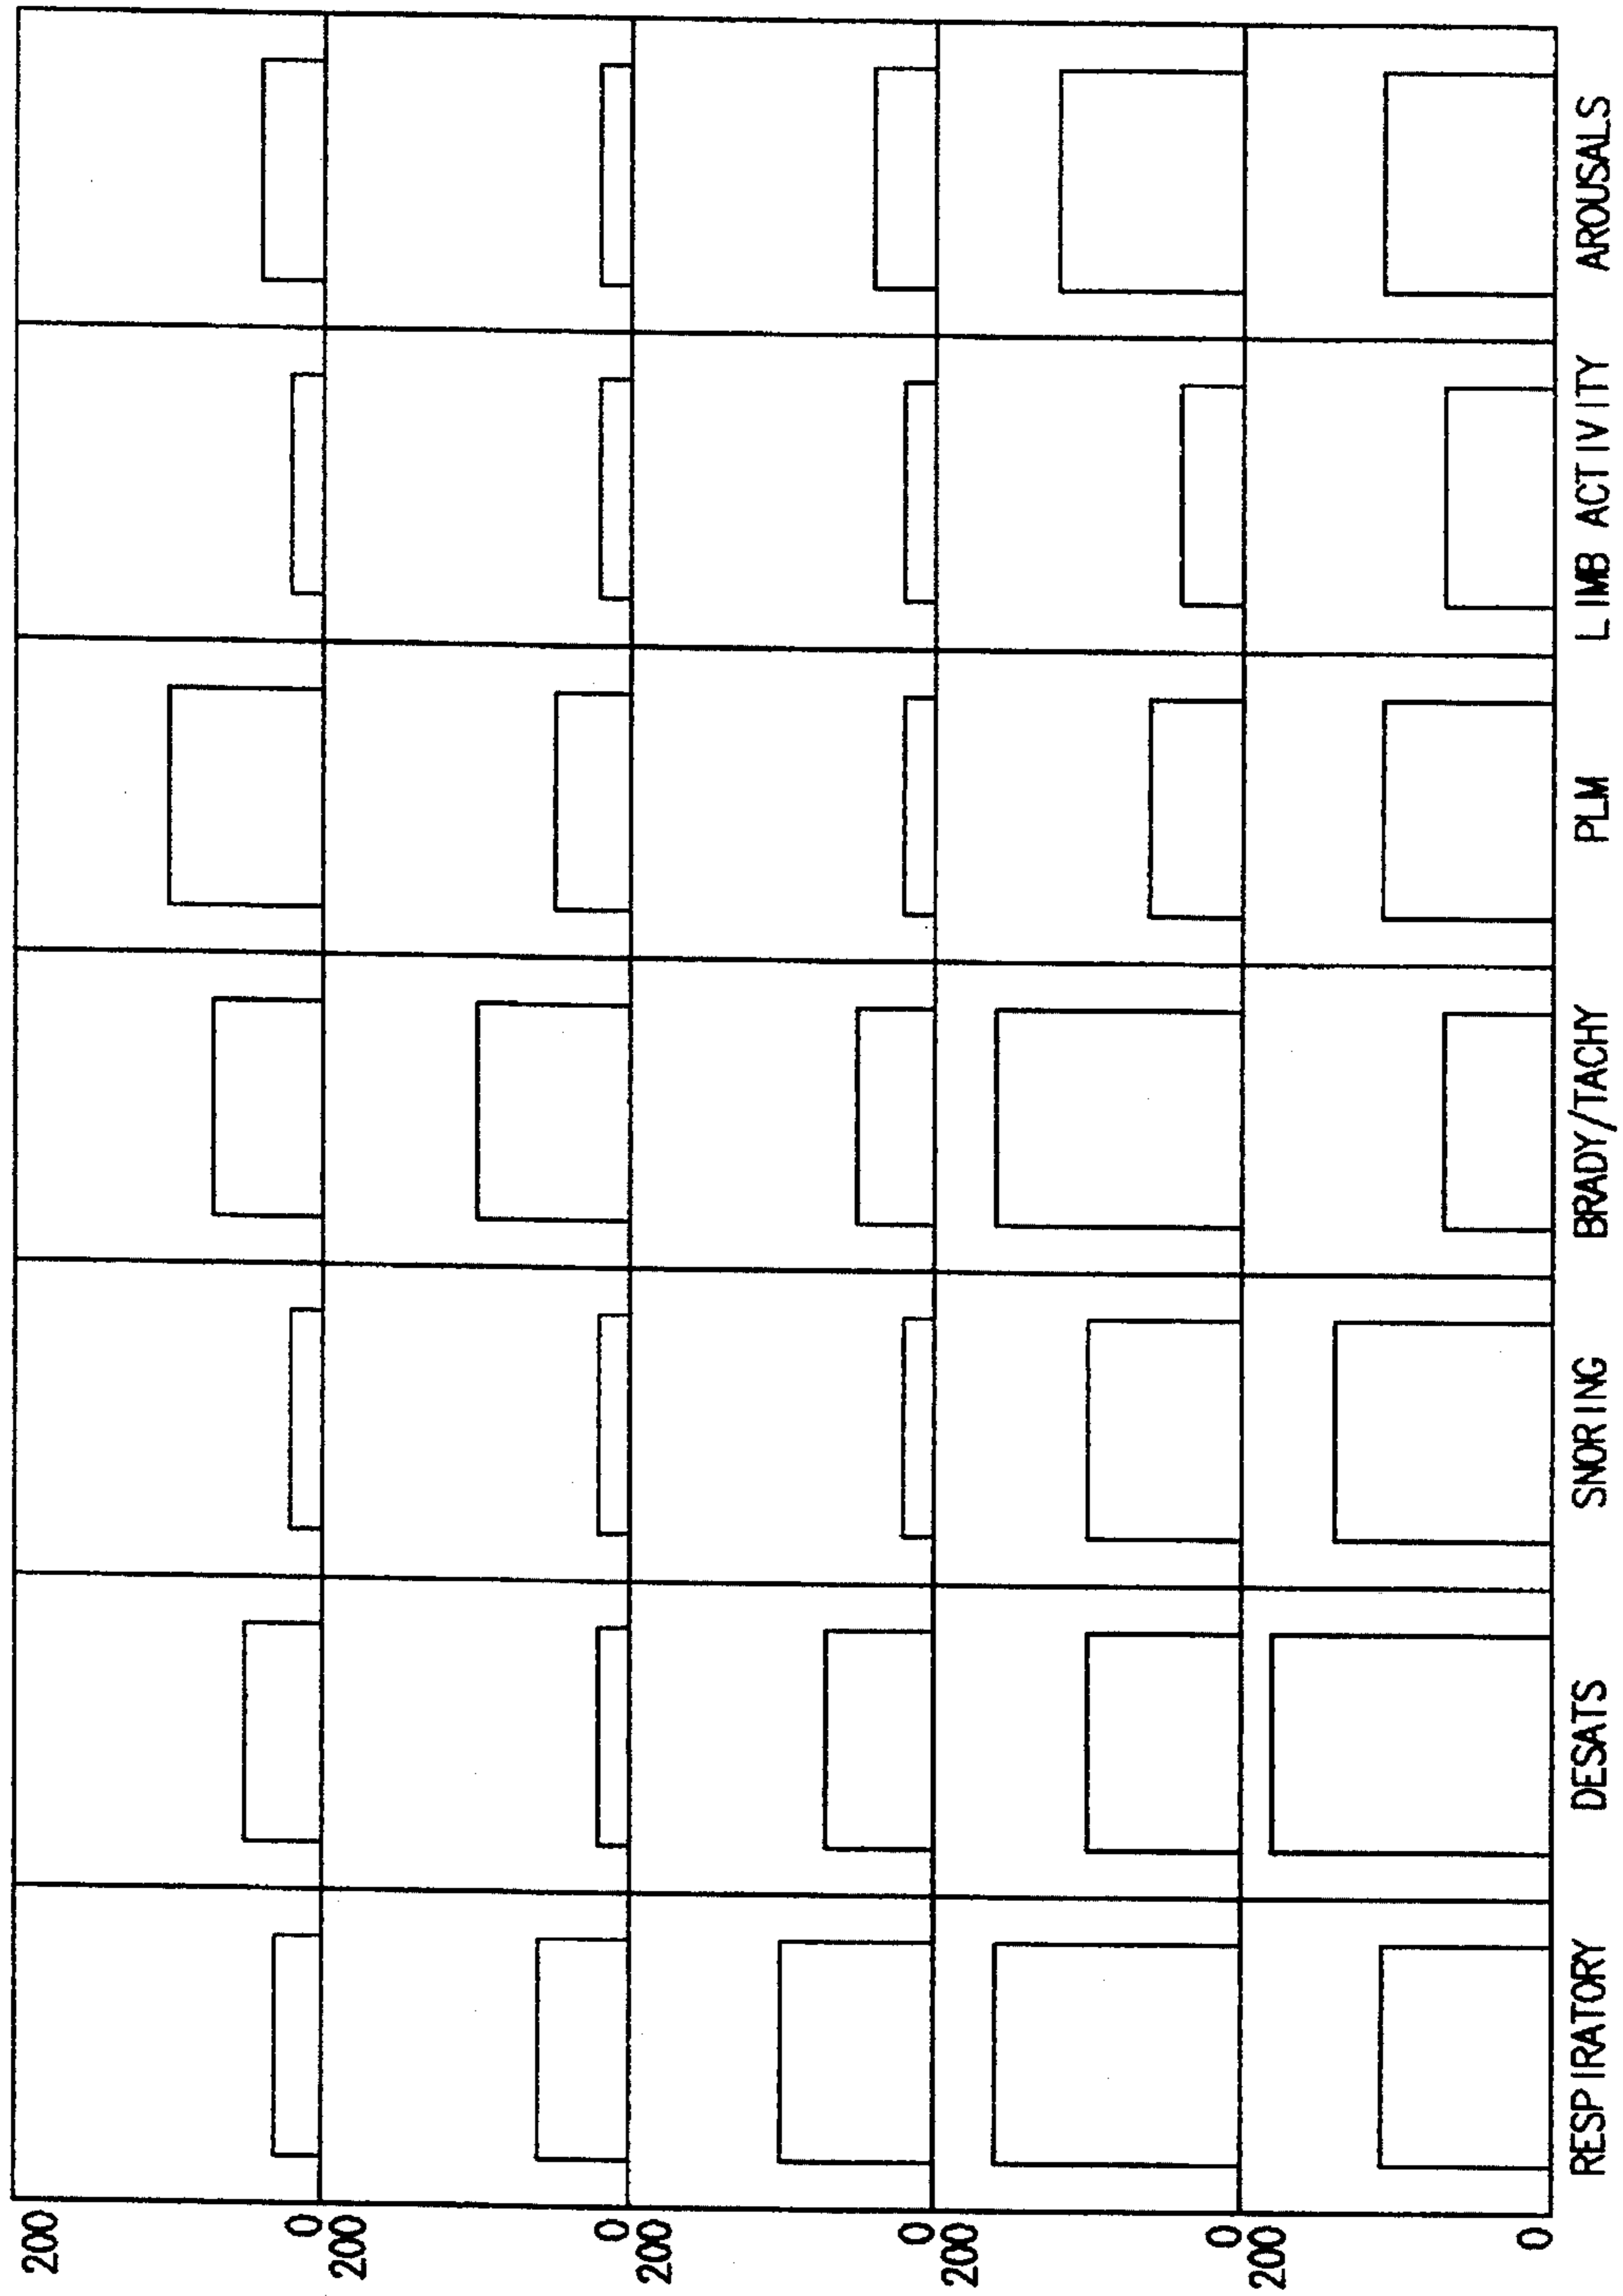 200
0
200
0
200
0
200
0
200
0
RESPIRATORY
DESATS
SNORING
BRADY/TACHY
PLM
LIMB ACTIVITY
AROUSALS